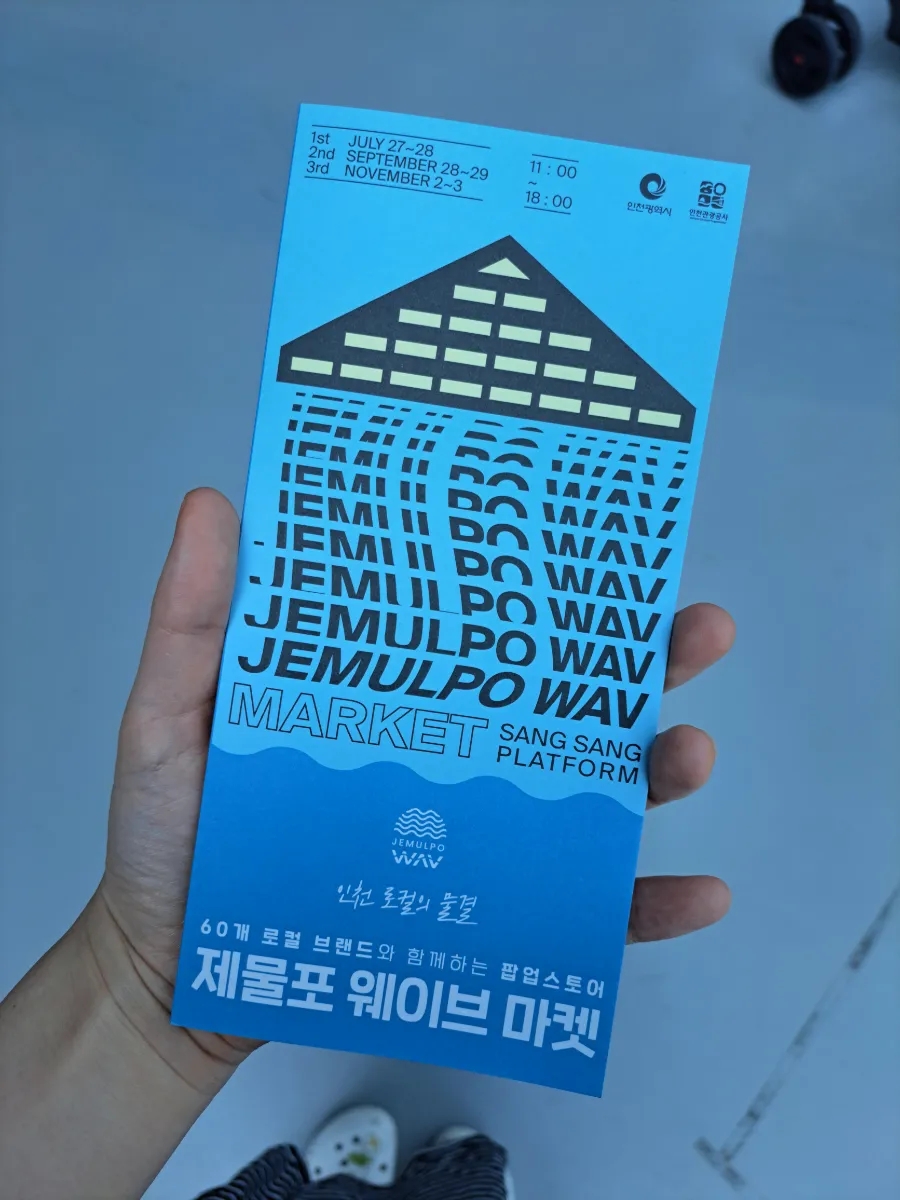 1st JULY 27~28
2nd SEPTEMBER 28~29
3rd NOVEMBER 2~3
11 : 00
~
18 : 00
인천광역시
인천관광공사
JEMULPO WAV
JEMULPO WAV
JEMULPO WAV
JEMULPO WAV
JEMULPO WAV
JEMULPO WAV
JEMULPO WAV
MARKET
SANG SANG
PLATFORM
JEMULPO
WAV
인천 로컬의 물결
60개 로컬 브랜드와 함께하는 팝업스토어
제물포 웨이브 마켓